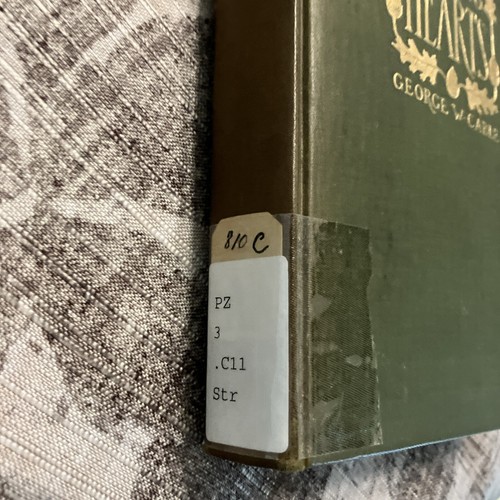 HEARTS
GEORGE W. CABLE
810 C
PZ
3
.C11
Str